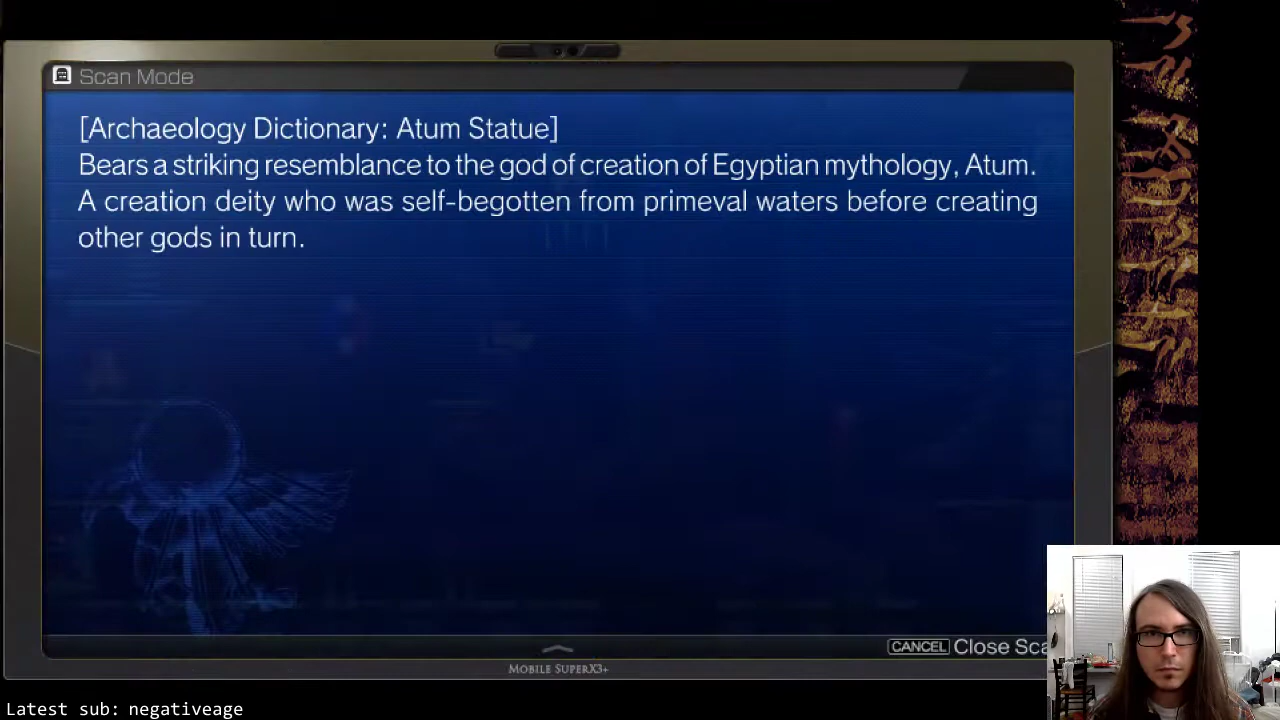 Scan Mode
[Archaeology Dictionary: Atum Statue]
Bears a striking resemblance to the god of creation of Egyptian mythology, Atum.
A creation deity who was self-begotten from primeval waters before creating
other gods in turn.
CANCEL Close Sca
MOBILE SUPERX3+
Latest sub: negativeage